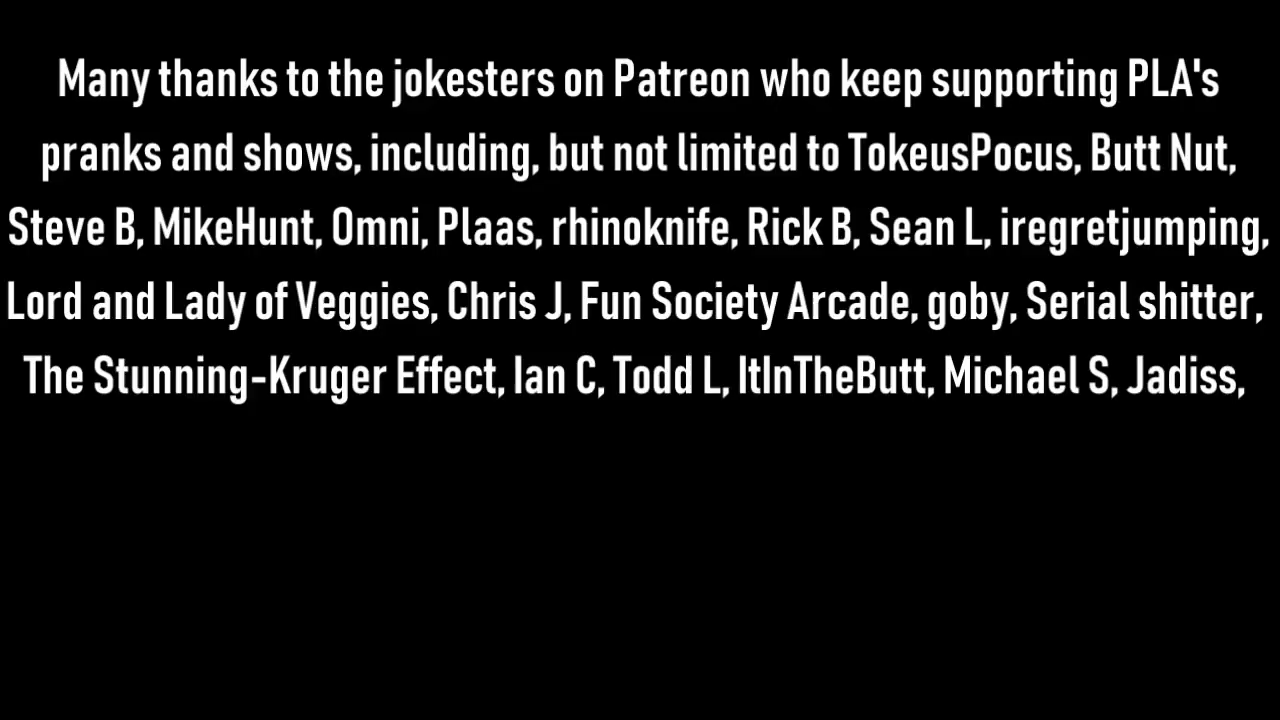 Many thanks to the jokesters on Patreon who keep supporting PLA's
pranks and shows, including, but not limited to TokeusPocus, Butt Nut,
Steve B, MikeHunt, Omni, Plaas, rhinoknife, Rick B, Sean L, iregretjumping,
Lord and Lady of Veggies, Chris J, Fun Society Arcade, goby, Serial shitter,
The Stunning-Kruger Effect, Ian C, Todd L, ItInTheButt, Michael S, Jadiss,